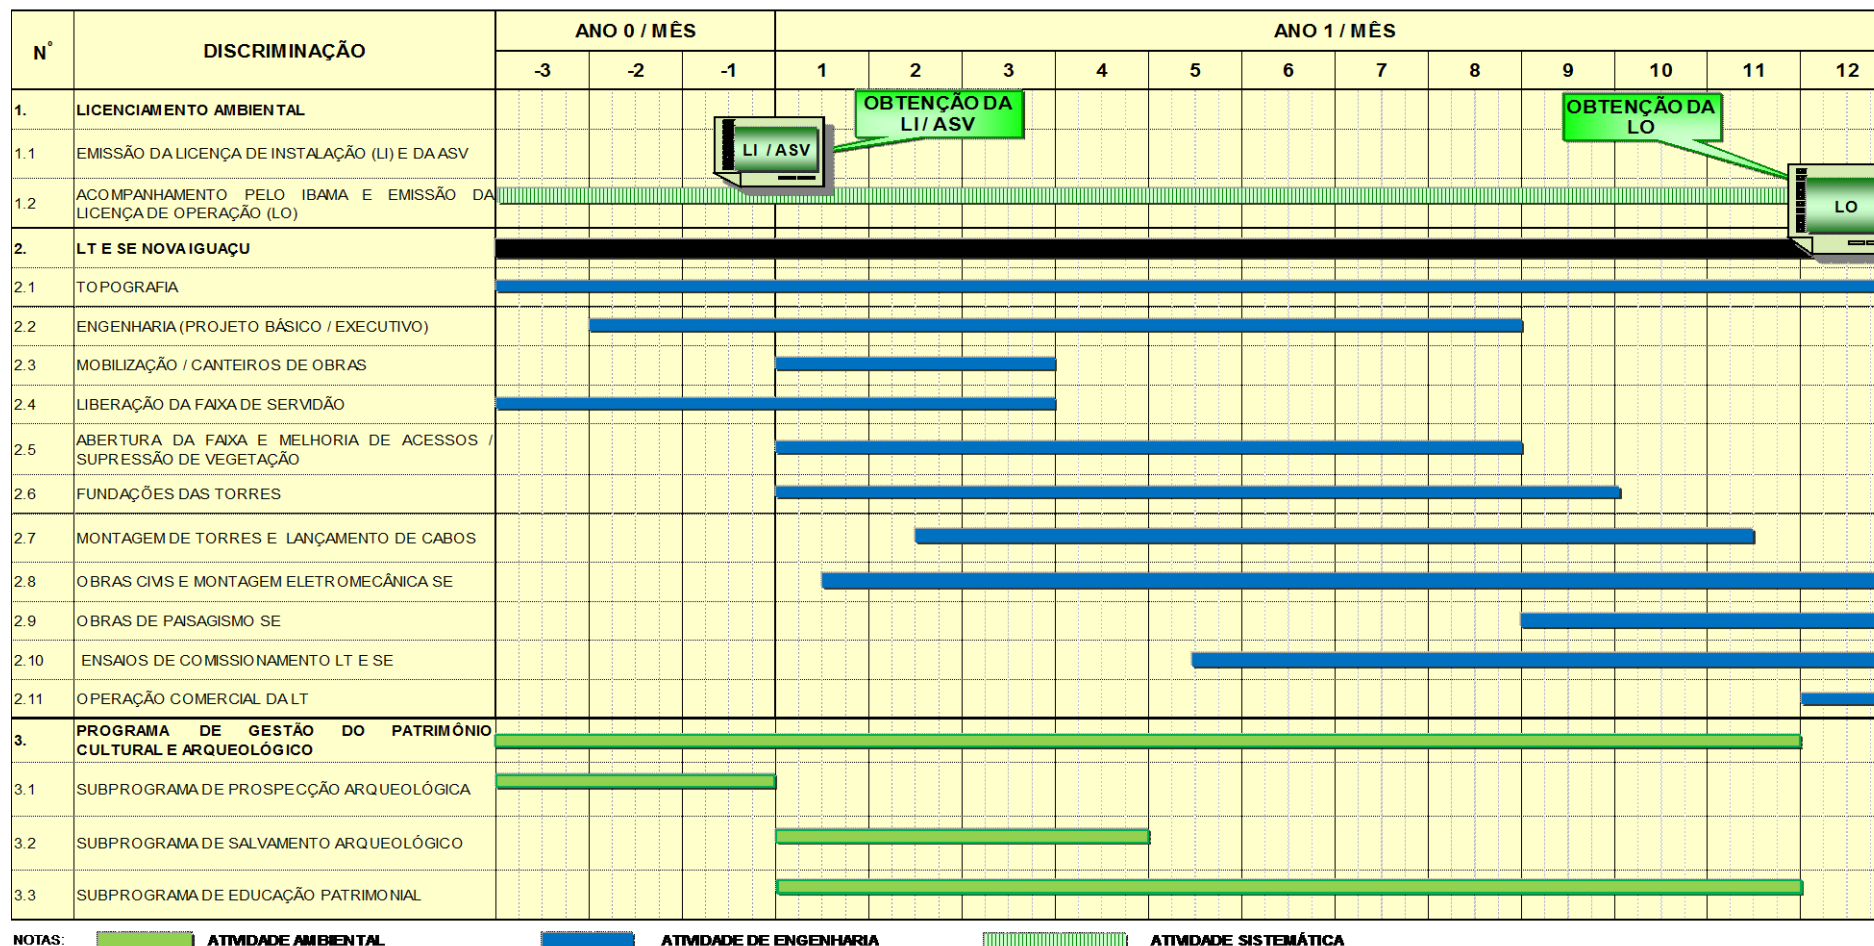 N° DISCRIMINAÇÃO ANO 0 / MÊS ANO 1 / MÊS
-3 -2 -1 1 2 3 4 5 6 7 8 9 10 11 12
1. LICENCIAMENTO AMBIENTAL
OBTENÇÃO DA
LI / ASV
OBTENÇÃO DA
LO
1.1 EMISSÃO DA LICENÇA DE INSTALAÇÃO (LI) E DA ASV
LI / ASV
1.2 ACOMPANHAMENTO PELO IBAMA E EMISSÃO DA
LICENÇA DE OPERAÇÃO (LO)
LO
2. LT E SE NOVA IGUAÇU
2.1 TOPOGRAFIA
2.2 ENGENHARIA (PROJETO BÁSICO / EXECUTIVO)
2.3 MOBILIZAÇÃO / CANTEIROS DE OBRAS
2.4 LIBERAÇÃO DA FAIXA DE SERVIDÃO
2.5 ABERTURA DA FAIXA E MELHORIA DE ACESSOS /
SUPRESSÃO DE VEGETAÇÃO
2.6 FUNDAÇÕES DAS TORRES
2.7 MONTAGEM DE TORRES E LANÇAMENTO DE CABOS
2.8 OBRAS CIVIS E MONTAGEM ELETROMECÂNICA SE
2.9 OBRAS DE PAISAGISMO SE
2.10 ENSAIOS DE COMISSIONAMENTO LT E SE
2.11 OPERAÇÃO COMERCIAL DA LT
3. PROGRAMA DE GESTÃO DO PATRIMÔNIO
CULTURAL E ARQUEOLÓGICO
3.1 SUBPROGRAMA DE PROSPECÇÃO ARQUEOLÓGICA
3.2 SUBPROGRAMA DE SALVAMENTO ARQUEOLÓGICO
3.3 SUBPROGRAMA DE EDUCAÇÃO PATRIMONIAL
NOTAS: ATIVIDADE AMBIENTAL ATIVIDADE DE ENGENHARIA ATIVIDADE SISTEMÁTICA